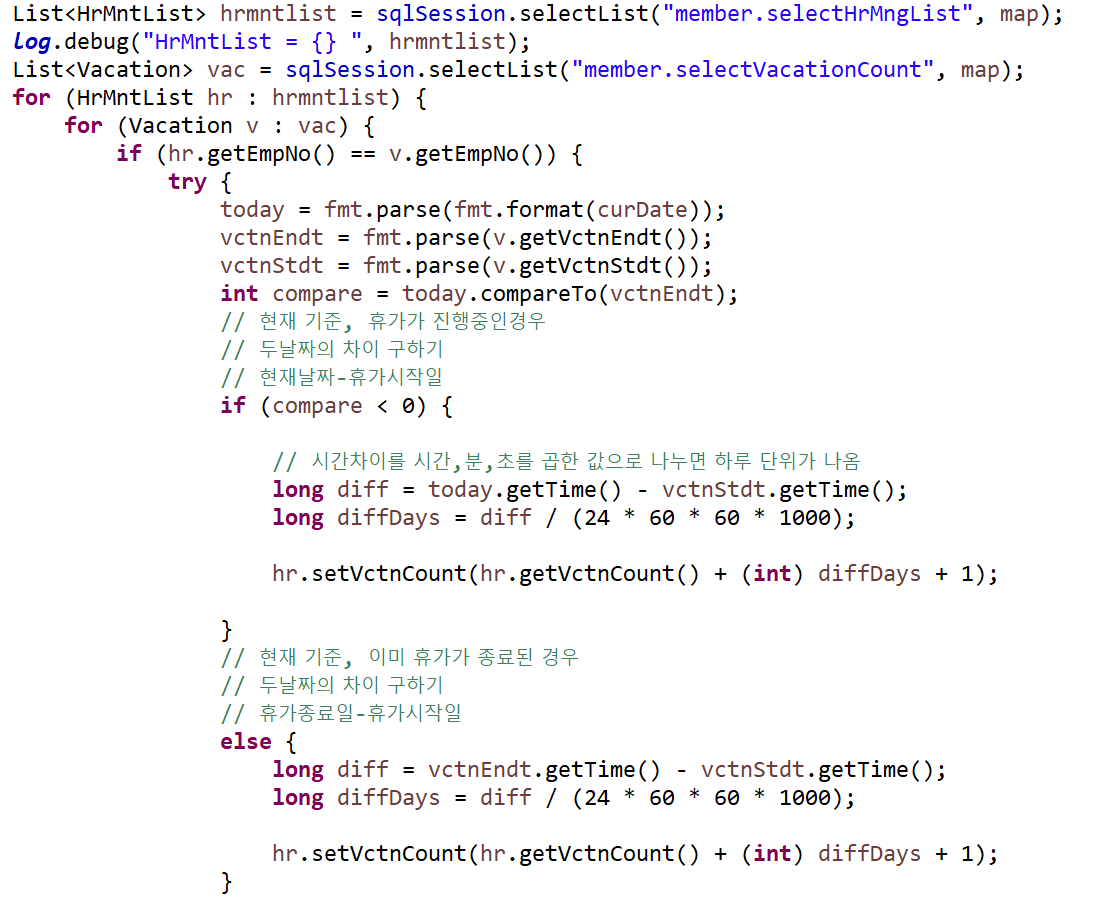 List<HrMntList> hrmntlist = sqlSession.selectList("member.selectHrMngList", map);
log.debug("HrMntList = {} ", hrmntlist);
List<Vacation> vac = sqlSession.selectList("member.selectVacationCount", map);
for (HrMntList hr : hrmntlist) {
    for (Vacation v : vac) {
        if (hr.getEmpNo() == v.getEmpNo()) {
            try {
                today = fmt.parse(fmt.format(curDate));
                vctnEndt = fmt.parse(v.getVctnEndt());
                vctnStdt = fmt.parse(v.getVctnStdt());
                int compare = today.compareTo(vctnEndt);
                // 현재 기준, 휴가가 진행중인경우
                // 두날짜의 차이 구하기
                // 현재날짜-휴가시작일
                if (compare < 0) {
                    // 시간차이를 시간,분,초를 곱한 값으로 나누면 하루 단위가 나옴
                    long diff = today.getTime() - vctnStdt.getTime();
                    long diffDays = diff / (24 * 60 * 60 * 1000);
                    hr.setVctnCount(hr.getVctnCount() + (int) diffDays + 1);
                }
                // 현재 기준, 이미 휴가가 종료된 경우
                // 두날짜의 차이 구하기
                // 휴가종료일-휴가시작일
                else {
                    long diff = vctnEndt.getTime() - vctnStdt.getTime();
                    long diffDays = diff / (24 * 60 * 60 * 1000);
                    hr.setVctnCount(hr.getVctnCount() + (int) diffDays + 1);
                }